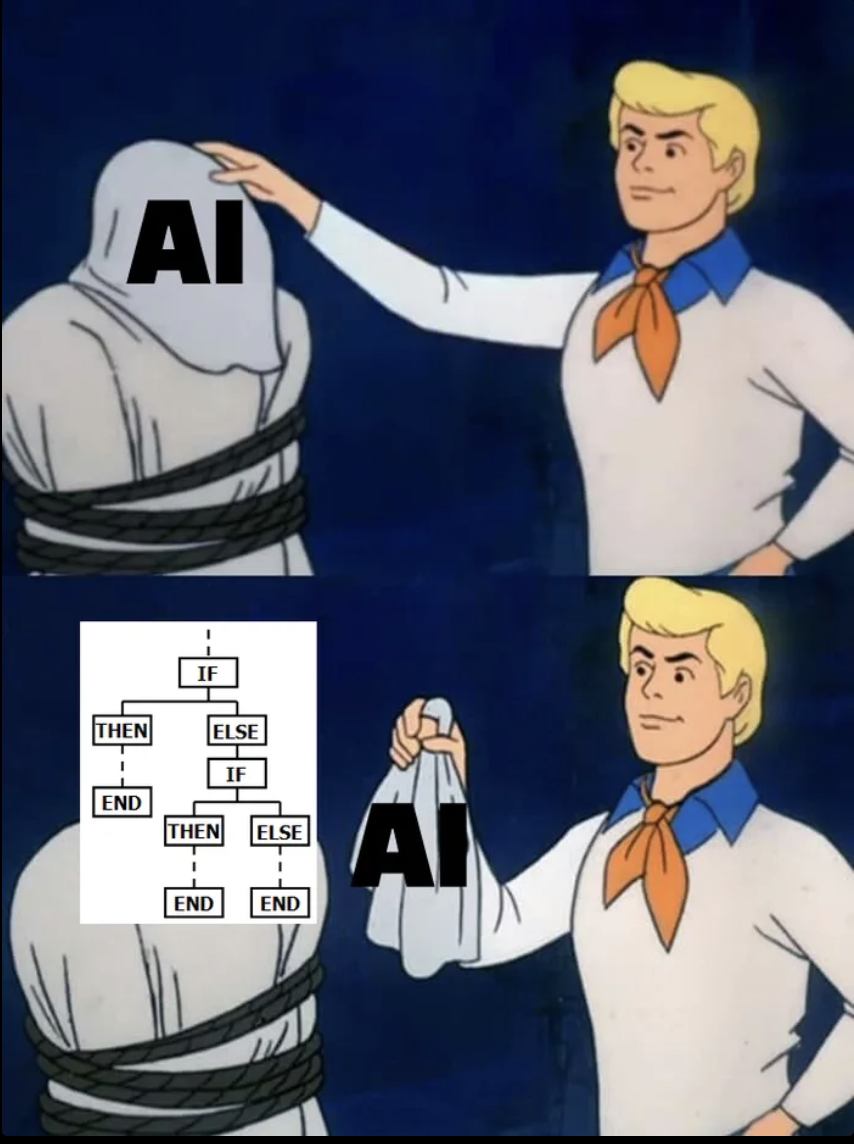 AI
IF
THEN ELSE
IF
END
THEN ELSE
END END
AI